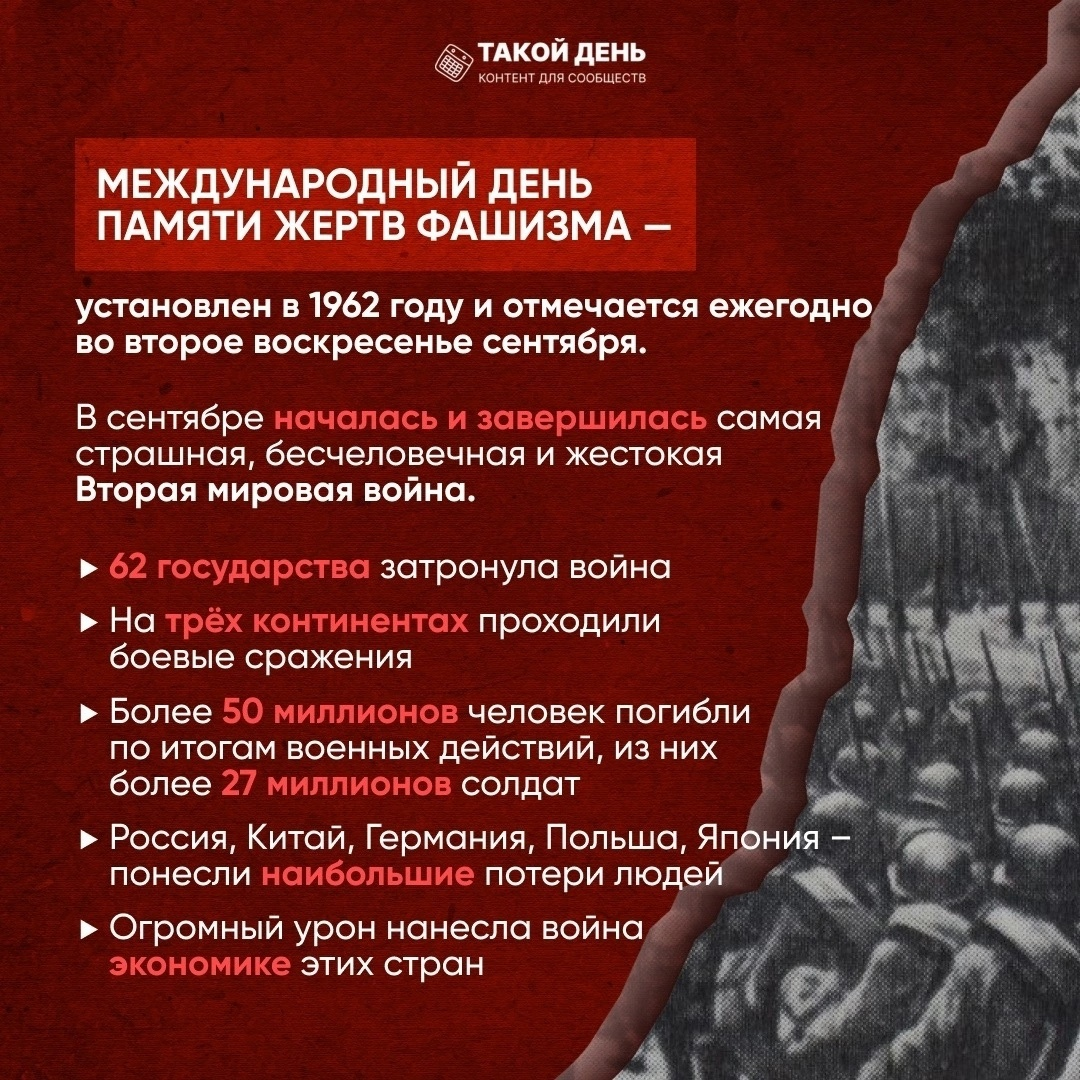 ТАКОЙ ДЕНЬ
КОНТЕНТ ДЛЯ СООБЩЕСТВ
МЕЖДУНАРОДНЫЙ ДЕНЬ
ПАМЯТИ ЖЕРТВ ФАШИЗМА —
установлен в 1962 году и отмечается ежегодно
во второе воскресенье сентября.
В сентябре началась и завершилась самая
страшная, бесчеловечная и жестокая
Вторая мировая война.
▸ 62 государства затронула война
▸ На трёх континентах проходили
боевые сражения
▸ Более 50 миллионов человек погибли
по итогам военных действий, из них
более 27 миллионов солдат
▸ Россия, Китай, Германия, Польша, Япония –
понесли наибольшие потери людей
▸ Огромный урон нанесла война
экономике этих стран